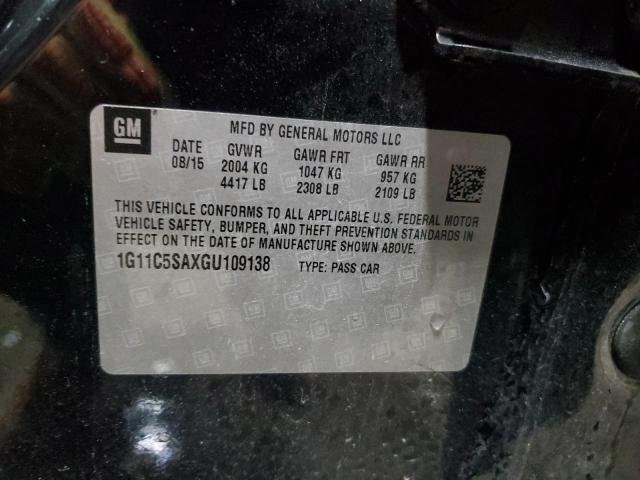 GM
MFD BY GENERAL MOTORS LLC
DATE GVWR GAWR FRT GAWR RR
08/15 2004 KG 1047 KG 957 KG
4417 LB 2308 LB 2109 LB
THIS VEHICLE CONFORMS TO ALL APPLICABLE U.S. FEDERAL MOTOR
VEHICLE SAFETY, BUMPER, AND THEFT PREVENTION STANDARDS IN
EFFECT ON THE DATE OF MANUFACTURE SHOWN ABOVE.
1G11C5SAXGU109138 TYPE: PASS CAR